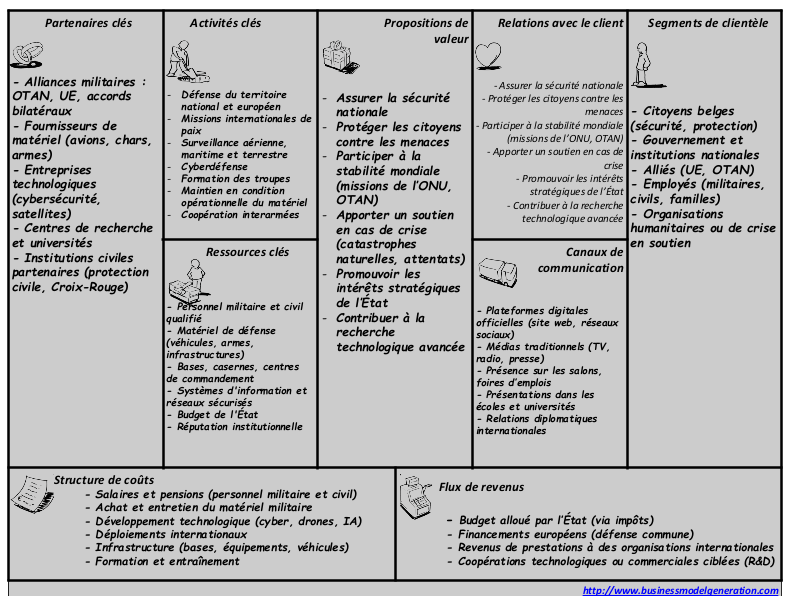 Partenaires clés
- Alliances militaires :
OTAN, UE, accords
bilatéraux
- Fournisseurs de
matériel (avions, chars,
armes)
- Entreprises
technologiques
(cybersécurité,
satellites)
- Centres de recherche
et universités
- Institutions civiles
partenaires (protection
civile, Croix-Rouge)
Activités clés
- Défense du territoire
national et européen
- Missions internationales de
paix
- Surveillance aérienne,
maritime et terrestre
- Cyberdéfense
- Formation des troupes
- Maintien en condition
opérationnelle du matériel
- Coopération interarmées
Ressources clés
- Personnel militaire et civil
qualifié
- Matériel de défense
(véhicules, armes,
infrastructures)
- Bases, casernes, centres
de commandement
- Systèmes d'information et
réseaux sécurisés
- Budget de l'État
- Réputation institutionnelle
Propositions de
valeur
- Assurer la sécurité
nationale
- Protéger les citoyens
contre les menaces
- Participer à la
stabilité mondiale
(missions de l’ONU,
OTAN)
- Apporter un soutien
en cas de crise
(catastrophes
naturelles, attentats)
- Promouvoir les
intérêts stratégiques
de l’État
- Contribuer à la
recherche
technologique avancée
Relations avec le client
- Assurer la sécurité nationale
- Protéger les citoyens contre les
menaces
- Participer à la stabilité mondiale
(missions de l’ONU, OTAN)
- Apporter un soutien en cas de
crise
- Promouvoir les intérêts
stratégiques de l’État
- Contribuer à la recherche
technologique avancée
Canaux de
communication
- Plateformes digitales
officielles (site web, réseaux
sociaux)
- Médias traditionnels (TV,
radio, presse)
- Présence sur les salons,
foires d’emplois
- Présentations dans les
écoles et universités
- Relations diplomatiques
internationales
Segments de clientèle
- Citoyens belges
(sécurité, protection)
- Gouvernement et
institutions nationales
- Alliés (UE, OTAN)
- Employés (militaires,
civils, familles)
- Organisations
humanitaires ou de crise
en soutien
Structure de coûts
- Salaires et pensions (personnel militaire et civil)
- Achat et entretien du matériel militaire
- Développement technologique (cyber, drones, IA)
- Déploiements internationaux
- Infrastructure (bases, équipements, véhicules)
- Formation et entraînement
Flux de revenus
- Budget alloué par l’État (via impôts)
- Financements européens (défense commune)
- Revenus de prestations à des organisations internationales
- Coopérations technologiques ou commerciales ciblées (R&D)
http://www.businessmodelgeneration.com